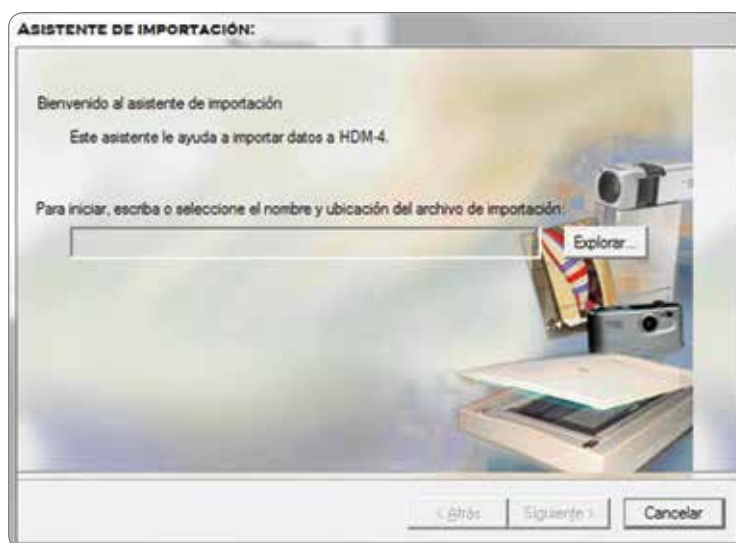 ASISTENTE DE IMPORTACIÓN:
Bienvenido al asistente de importación
Este asistente le ayuda a importar datos a HDM-4.
Para iniciar, escriba o seleccione el nombre y ubicación del archivo de importación:
Explorar...
< Atrás
Siguiente >
Cancelar